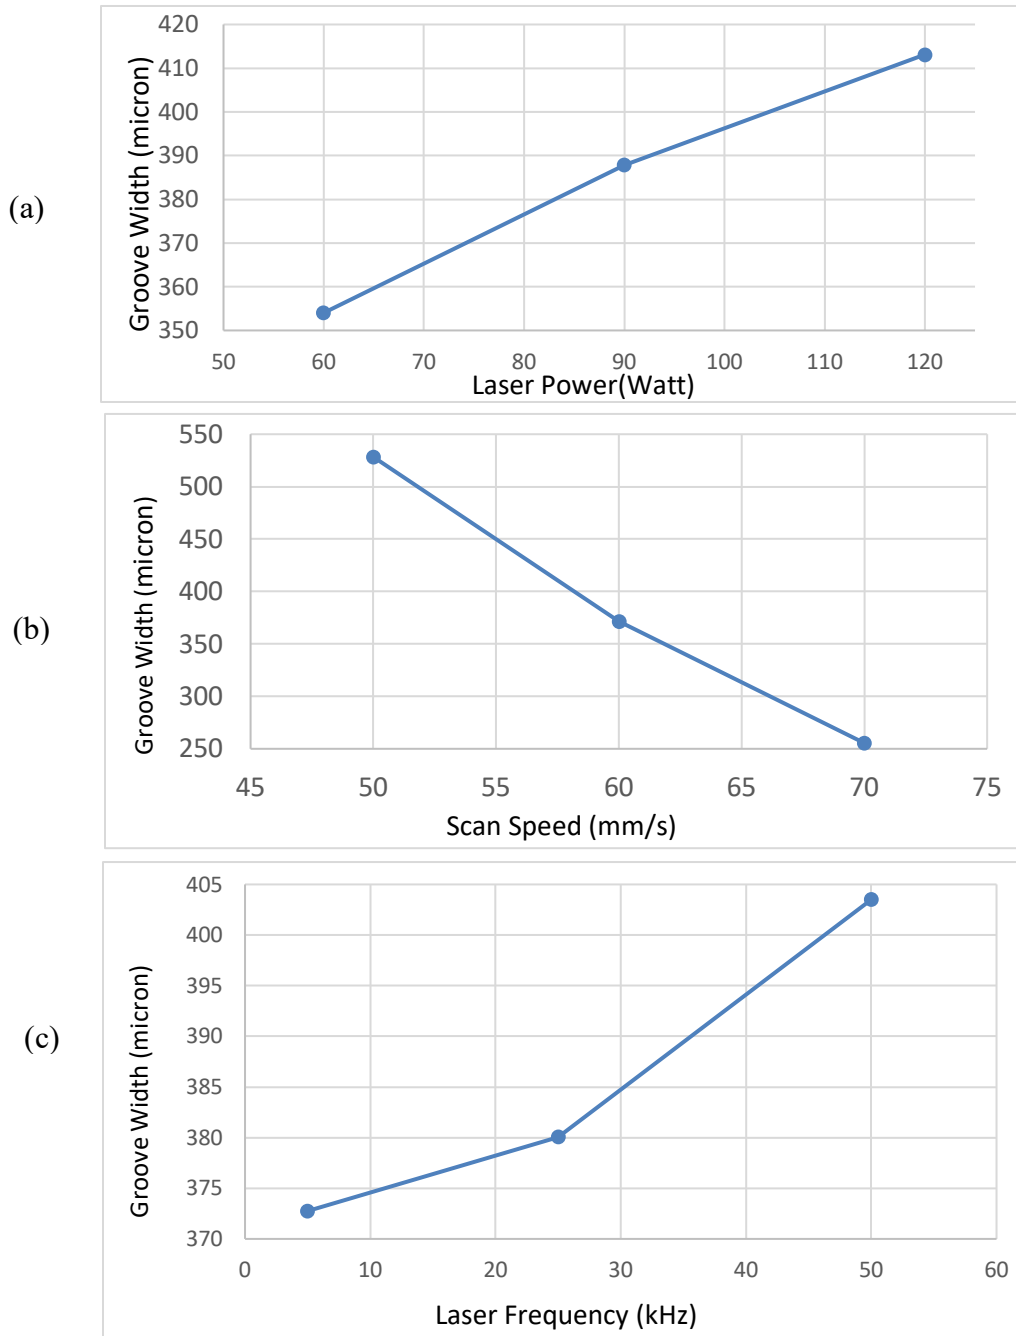 (a)
Groove Width (micron)
420
410
400
390
380
370
360
350
50 60 70 80 90 100 110 120
Laser Power(Watt)
(b)
Groove Width (micron)
550
500
450
400
350
300
250
45 50 55 60 65 70 75
Scan Speed (mm/s)
(c)
Groove Width (micron)
405
400
395
390
385
380
375
370
0 10 20 30 40 50 60
Laser Frequency (kHz)